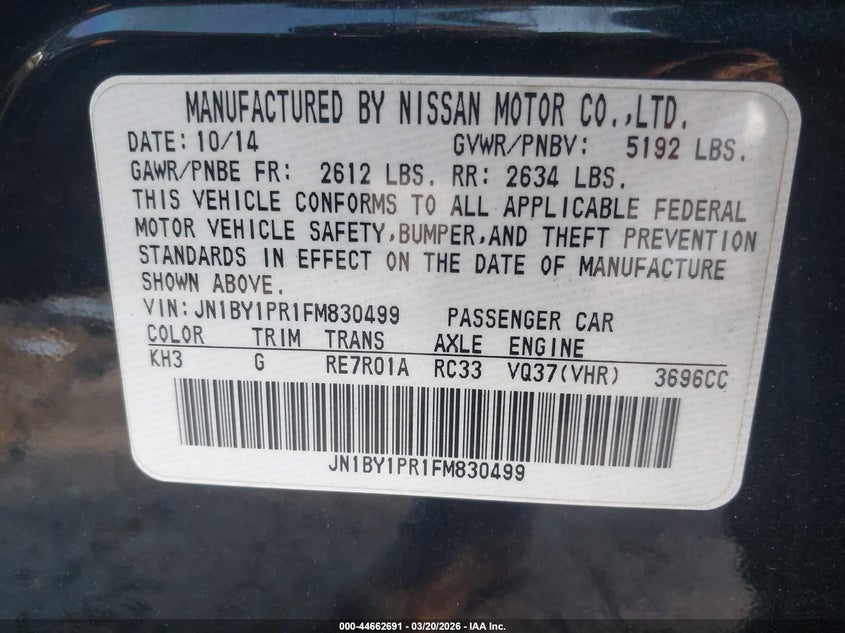 MANUFACTURED BY NISSAN MOTOR CO.,LTD.
DATE: 10/14 GVWR/PNBV: 5192 LBS.
GAWR/PNBE FR: 2612 LBS. RR: 2634 LBS.
THIS VEHICLE CONFORMS TO ALL APPLICABLE FEDERAL
MOTOR VEHICLE SAFETY,BUMPER,AND THEFT PREVENTION
STANDARDS IN EFFECT ON THE DATE OF MANUFACTURE
SHOWN ABOVE.
VIN:JN1BY1PR1FM830499 PASSENGER CAR
COLOR TRIM TRANS AXLE ENGINE
KH3 G RE7R01A RC33 VQ37(VHR) 3696CC
JN1BY1PR1FM830499
000-44662691 | 03/20/2026 - IAA Inc.